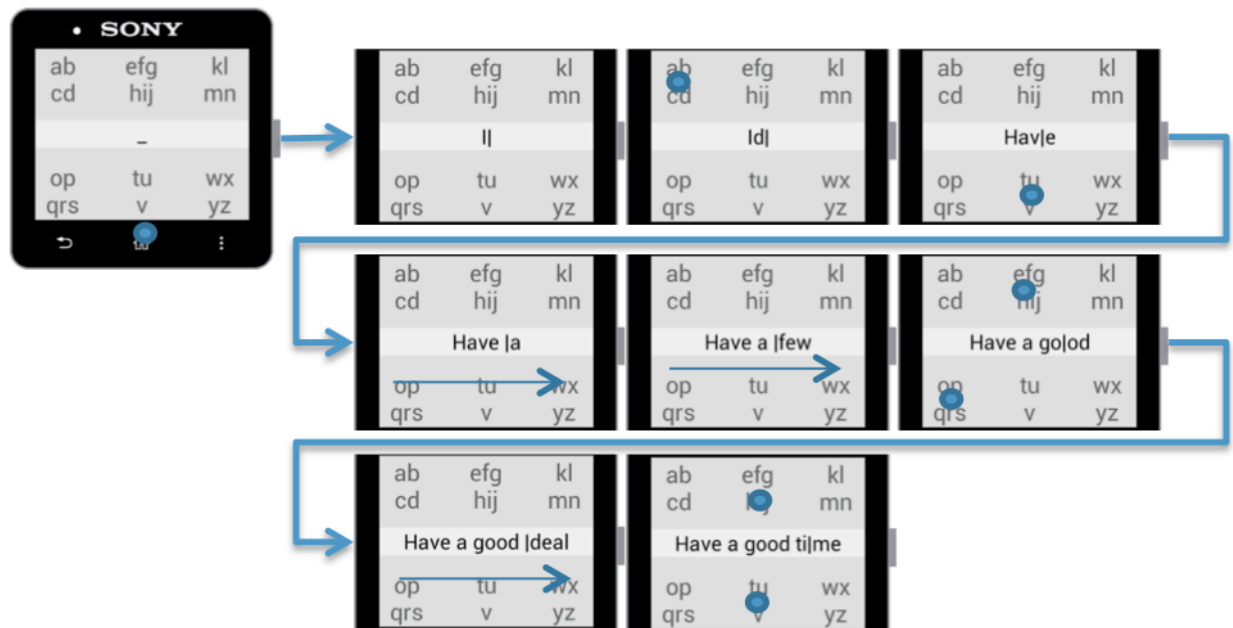 SONY
ab efg kl
cd hij mn
_
op tu wx
qrs v yz
ab efg kl
cd hij mn
I|
op tu wx
qrs v yz
ab efg kl
cd hij mn
Id|
op tu wx
qrs v yz
ab efg kl
cd hij mn
Hav|e
op tu wx
qrs v yz
ab efg kl
cd hij mn
Have |a
op tu wx
qrs v yz
ab efg kl
cd hij mn
Have a |few
op tu wx
qrs v yz
ab efg kl
cd hij mn
Have a go|od
op tu wx
qrs v yz
ab efg kl
cd hij mn
Have a good |deal
op tu wx
qrs v yz
ab efg kl
cd hij mn
Have a good ti|me
op tu wx
qrs v yz